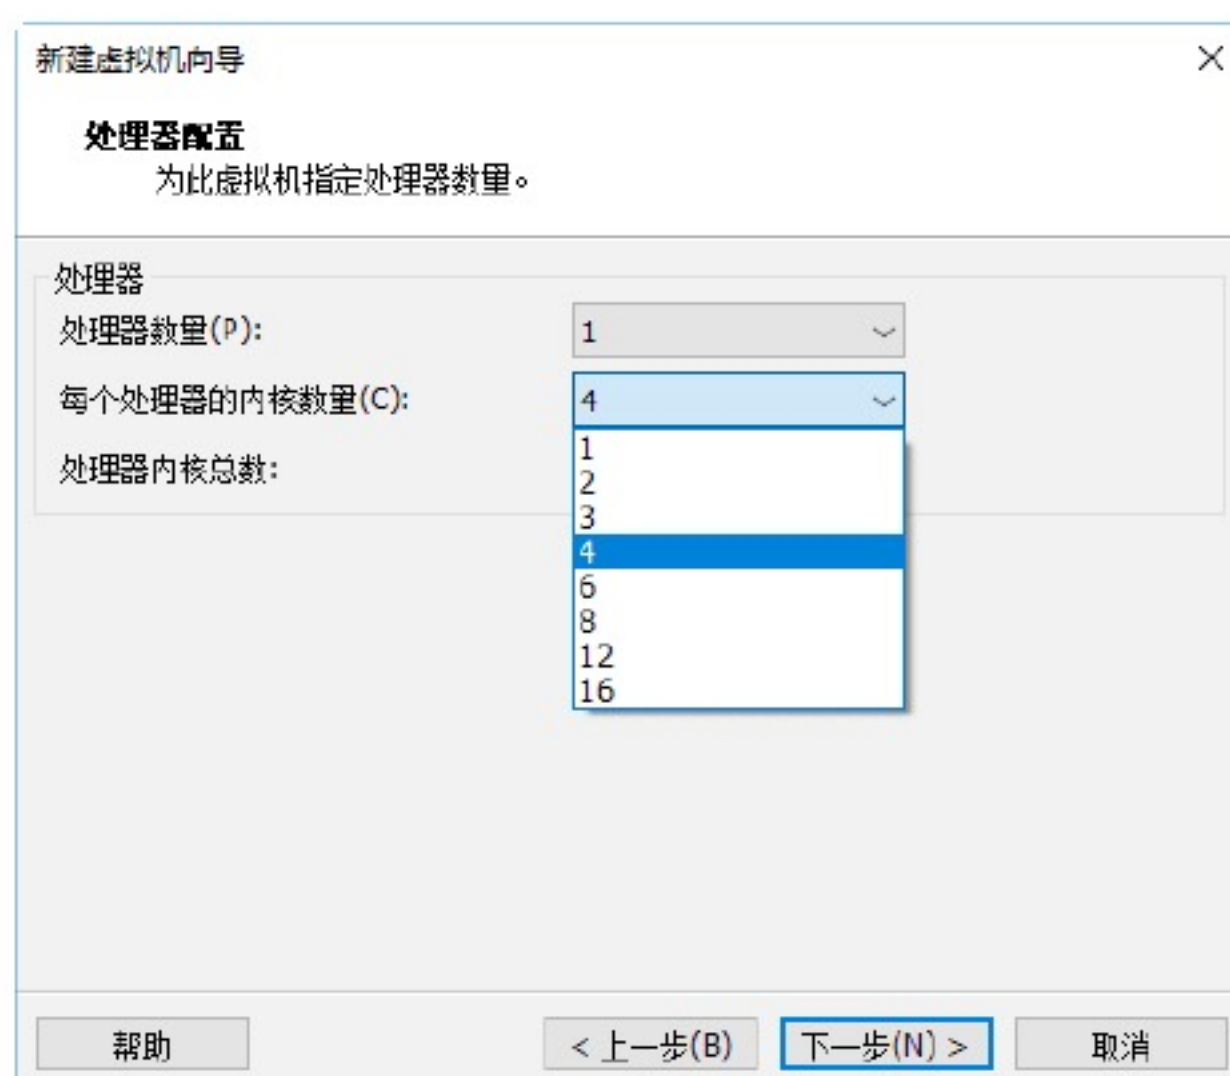 新建虚拟机向导
处理器配置
为此虚拟机指定处理器数量。
处理器
处理器数量(P):
1
每个处理器的内核数量(C):
4
处理器内核总数:
1
2
3
4
6
8
12
16
帮助
< 上一步(B)
下一步(N) >
取消